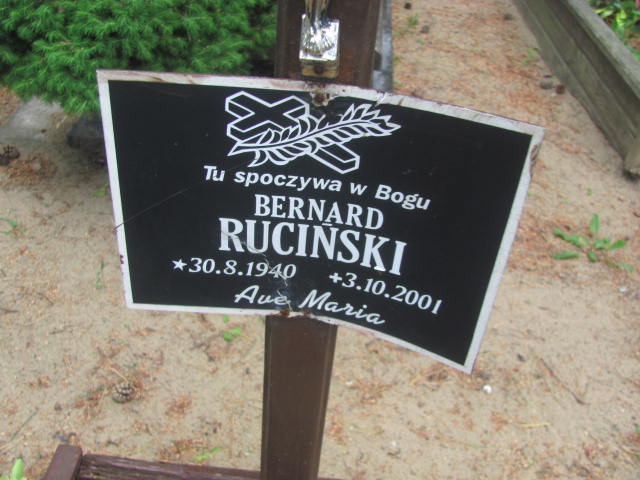 Tu spoczywa w Bogu
BERNARD
RUCIŃSKI
★30.8.1940 +3.10.2001
Ave Maria